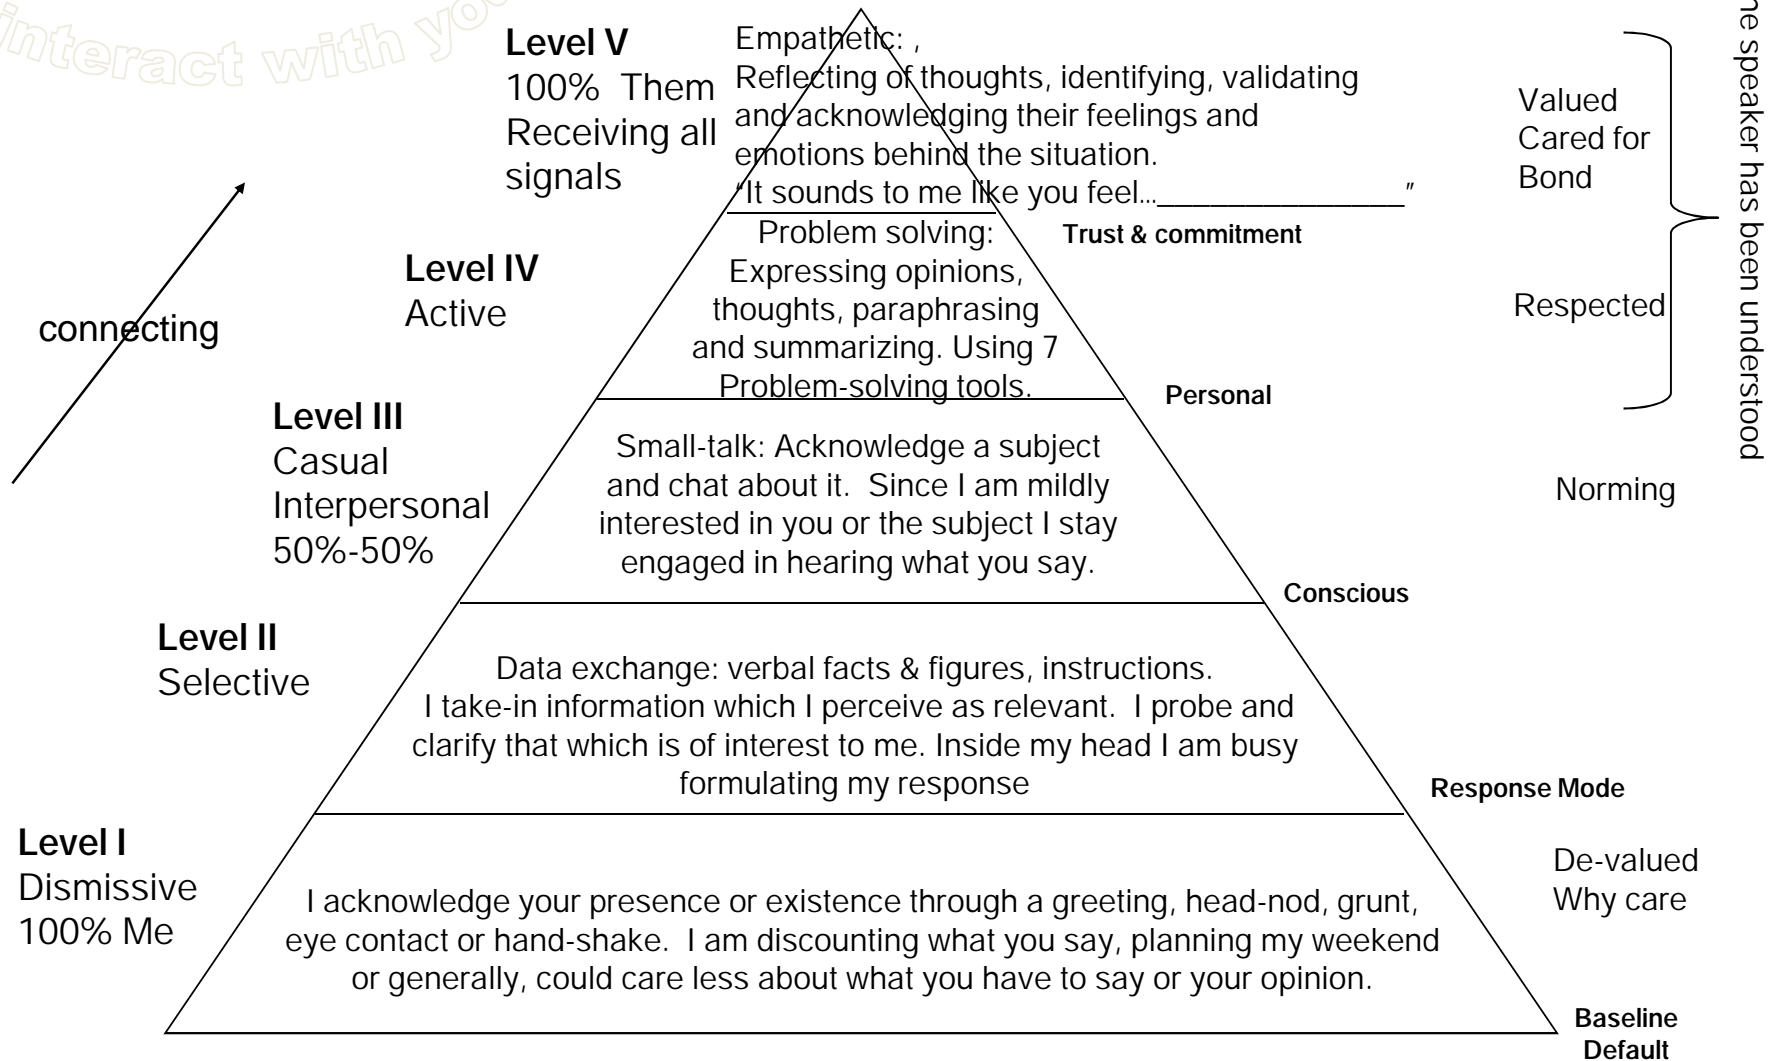 interact with
Level V
100%  Them
Receiving all
signals
Empathetic: ,
Reflecting of thoughts, identifying, validating
and acknowledging their feelings and
emotions behind the situation.
“It sounds to me like you feel…______________”
Valued
Cared for
Bond
speaker has been understood
Trust & commitment
Level IV
Active
Problem solving:
Expressing opinions,
thoughts, paraphrasing
and summarizing. Using 7
Problem-solving tools.
Respected
connecting
Personal
Level III
Casual
Interpersonal
50%-50%
Small-talk: Acknowledge a subject
and chat about it.  Since I am mildly
interested in you or the subject I stay
engaged in hearing what you say.
Norming
Conscious
Level II
Selective
Data exchange: verbal facts & figures, instructions.
I take-in information which I perceive as relevant.  I probe and
clarify that which is of interest to me. Inside my head I am busy
formulating my response
Response Mode
Level I
Dismissive
100% Me
I acknowledge your presence or existence through a greeting, head-nod, grunt,
eye contact or hand-shake.  I am discounting what you say, planning my weekend
or generally, could care less about what you have to say or your opinion.
De-valued
Why care
Baseline
Default